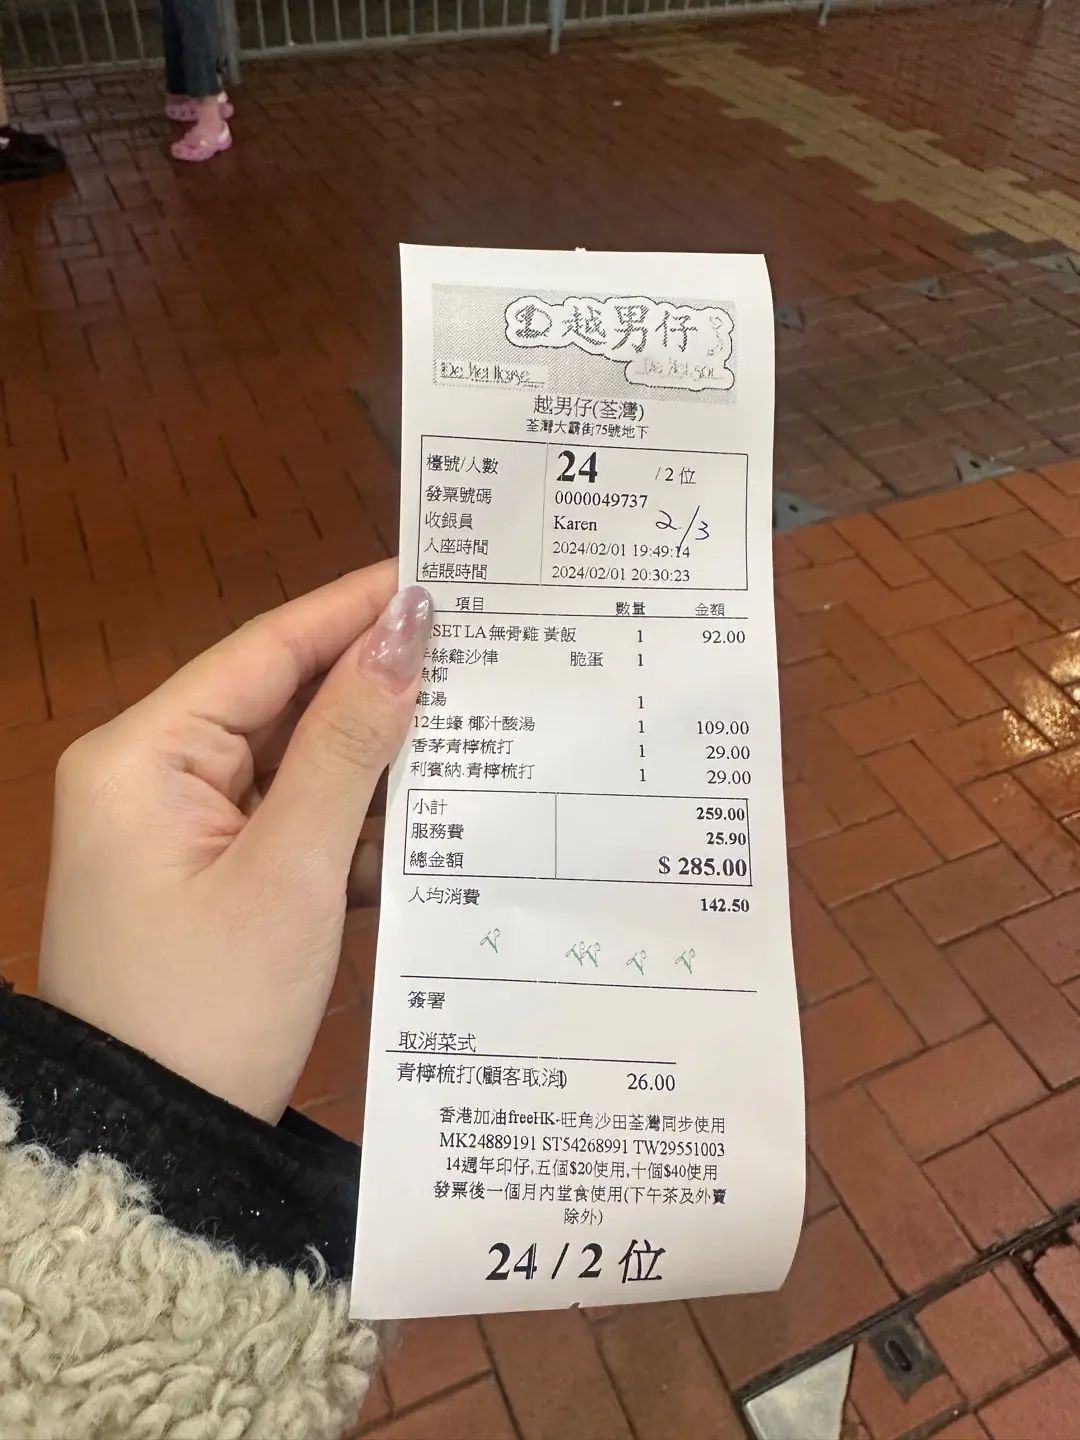 越男仔
De Viet House
越男仔(荃灣)
荃灣大霸街75號地下
檯號/人數 24 /2 位
發票號碼 0000049737
收銀員 Karen 2/3
入座時間 2024/02/01 19:49:14
結賬時間 2024/02/01 20:30:23
項目 數量 金額
SET LA 無骨雞 黃飯 1 92.00
手絲雞沙律 脆蛋 1
魚柳
雞湯 1
12生蠔 椰汁酸湯 1 109.00
香茅青檸梳打 1 29.00
利賓納.青檸梳打 1 29.00
小計 259.00
服務費 25.90
總金額 $ 285.00
人均消費 142.50
簽署
取消菜式
青檸梳打(顧客取消) 26.00
香港加油freeHK-旺角沙田荃灣同步使用
MK24889191 ST54268991 TW29551003
14週年印仔,五個$20使用,十個$40使用
發票後一個月內堂食使用(下午茶及外賣
除外)
24 / 2 位